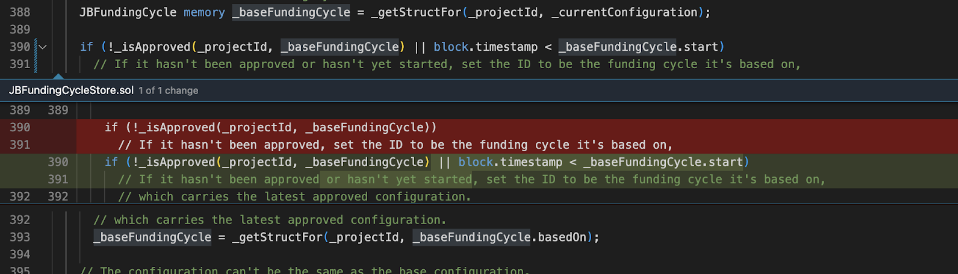 388 JBFundingCycle memory _baseFundingCycle = _getStructFor(_projectId, _currentConfiguration);
389
390 if (!_isApproved(_projectId, _baseFundingCycle) || block.timestamp < _baseFundingCycle.start)
391 // If it hasn't been approved or hasn't yet started, set the ID to be the funding cycle it's based on,
JBFundingCycleStore.sol 1 of 1 change
389 389
390 if (!_isApproved(_projectId, _baseFundingCycle))
391 // If it hasn't been approved, set the ID to be the funding cycle it's based on,
390 if (!_isApproved(_projectId, _baseFundingCycle) || block.timestamp < _baseFundingCycle.start)
391 // If it hasn't been approved or hasn't yet started, set the ID to be the funding cycle it's based on,
392 392 // which carries the latest approved configuration.
392 // which carries the latest approved configuration.
393 _baseFundingCycle = _getStructFor(_projectId, _baseFundingCycle.basedOn);
394
395 // The configuration can't be the same as the base configuration.